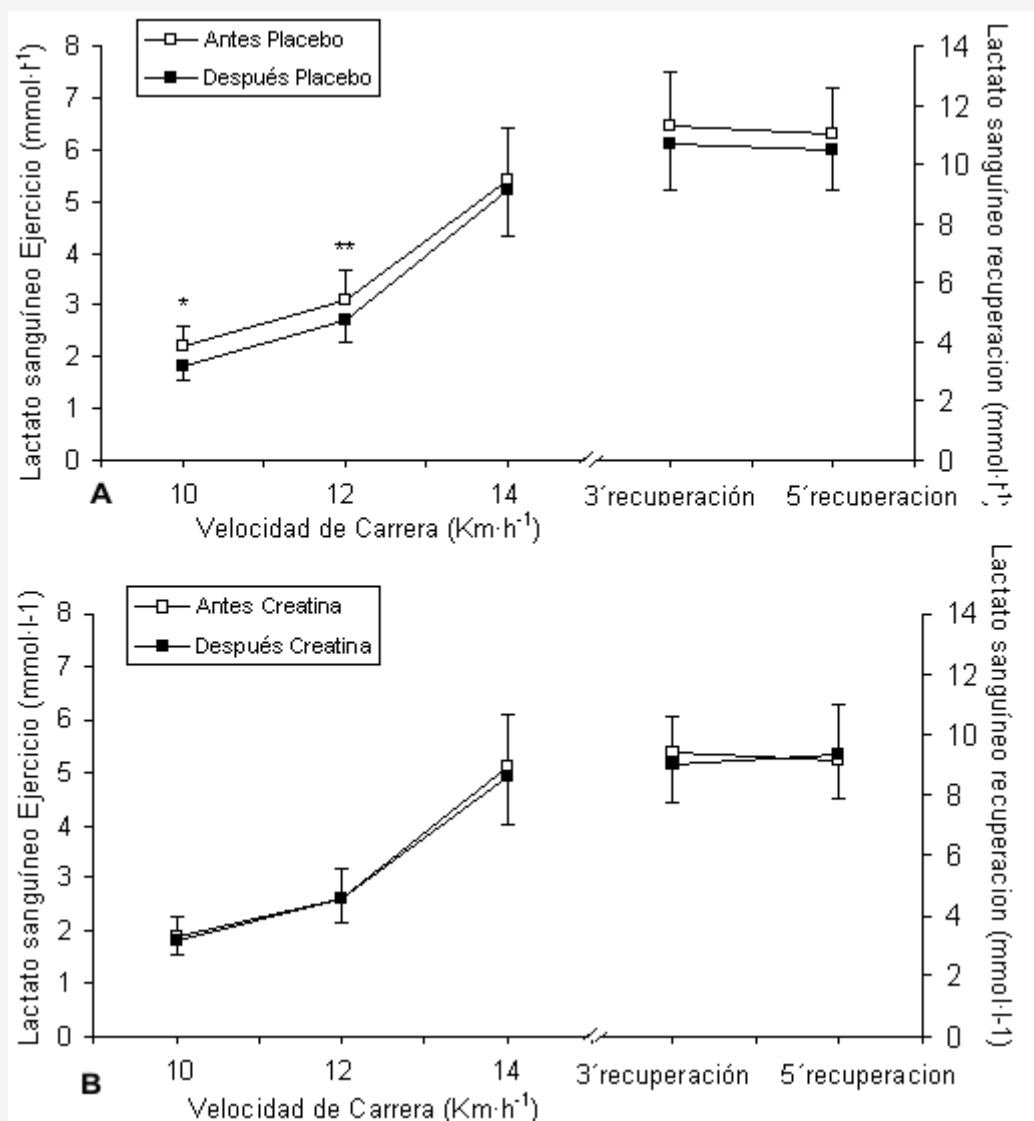 Antes Placebo
Después Placebo
Lactato sanguíneo Ejercicio (mmol·l¹)
8
7
6
5
4
3
2
1
0
*
**
14
12
10
8
6
4
2
0
Lactato sanguíneo recuperacion (mmol·l¹)
A
10
12
14
3´recuperación
5´recuperacion
Velocidad de Carrera (Km·h⁻¹)
Antes Creatina
Después Creatina
Lactato sanguíneo Ejercicio (mmol·l-1)
8
7
6
5
4
3
2
1
0
14
12
10
8
6
4
2
0
Lactato sanguíneo recuperacion (mmol·l-1)
B
10
12
14
3´recuperación
5´recuperacion
Velocidad de Carrera (Km·h⁻¹)